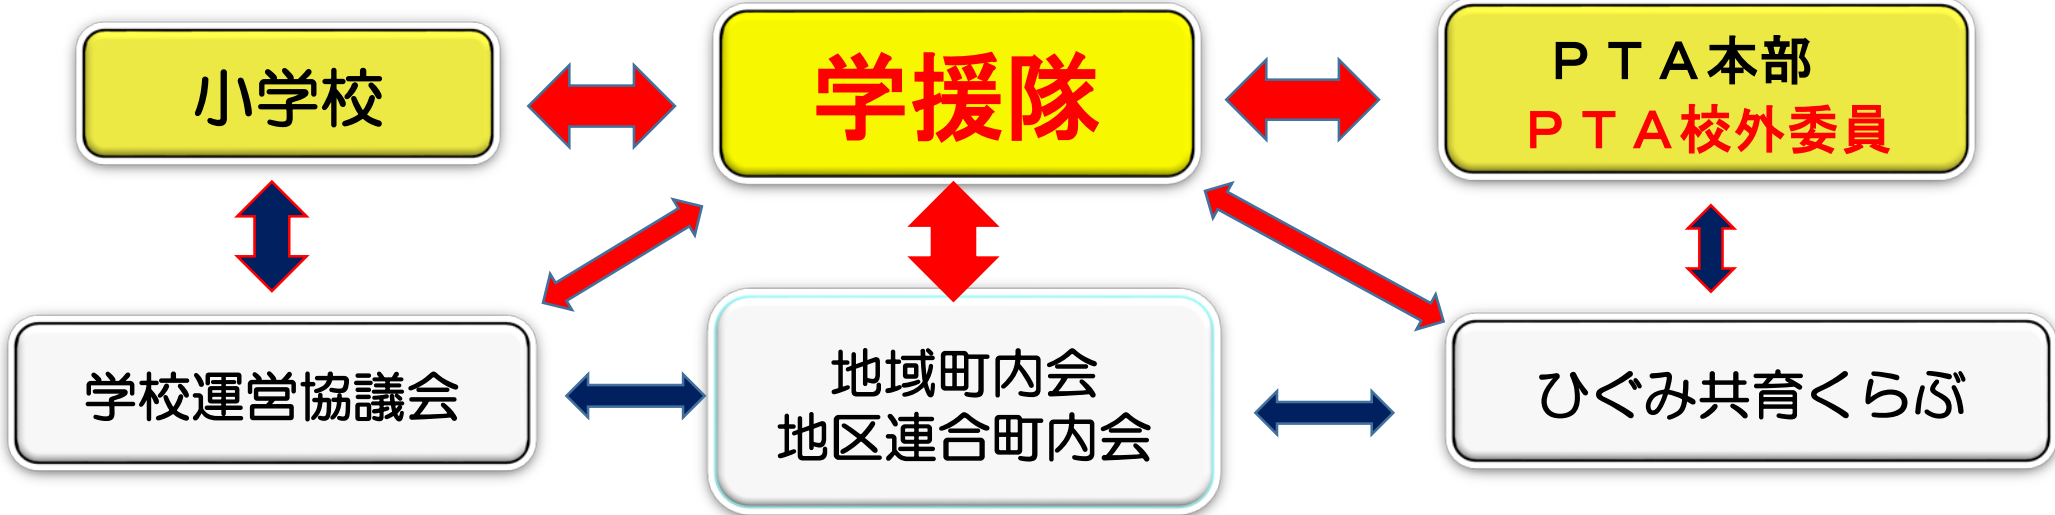 小学校
学援隊
ＰＴＡ本部
ＰＴＡ校外委員
学校運営協議会
地域町内会
地区連合町内会
ひぐみ共育くらぶ